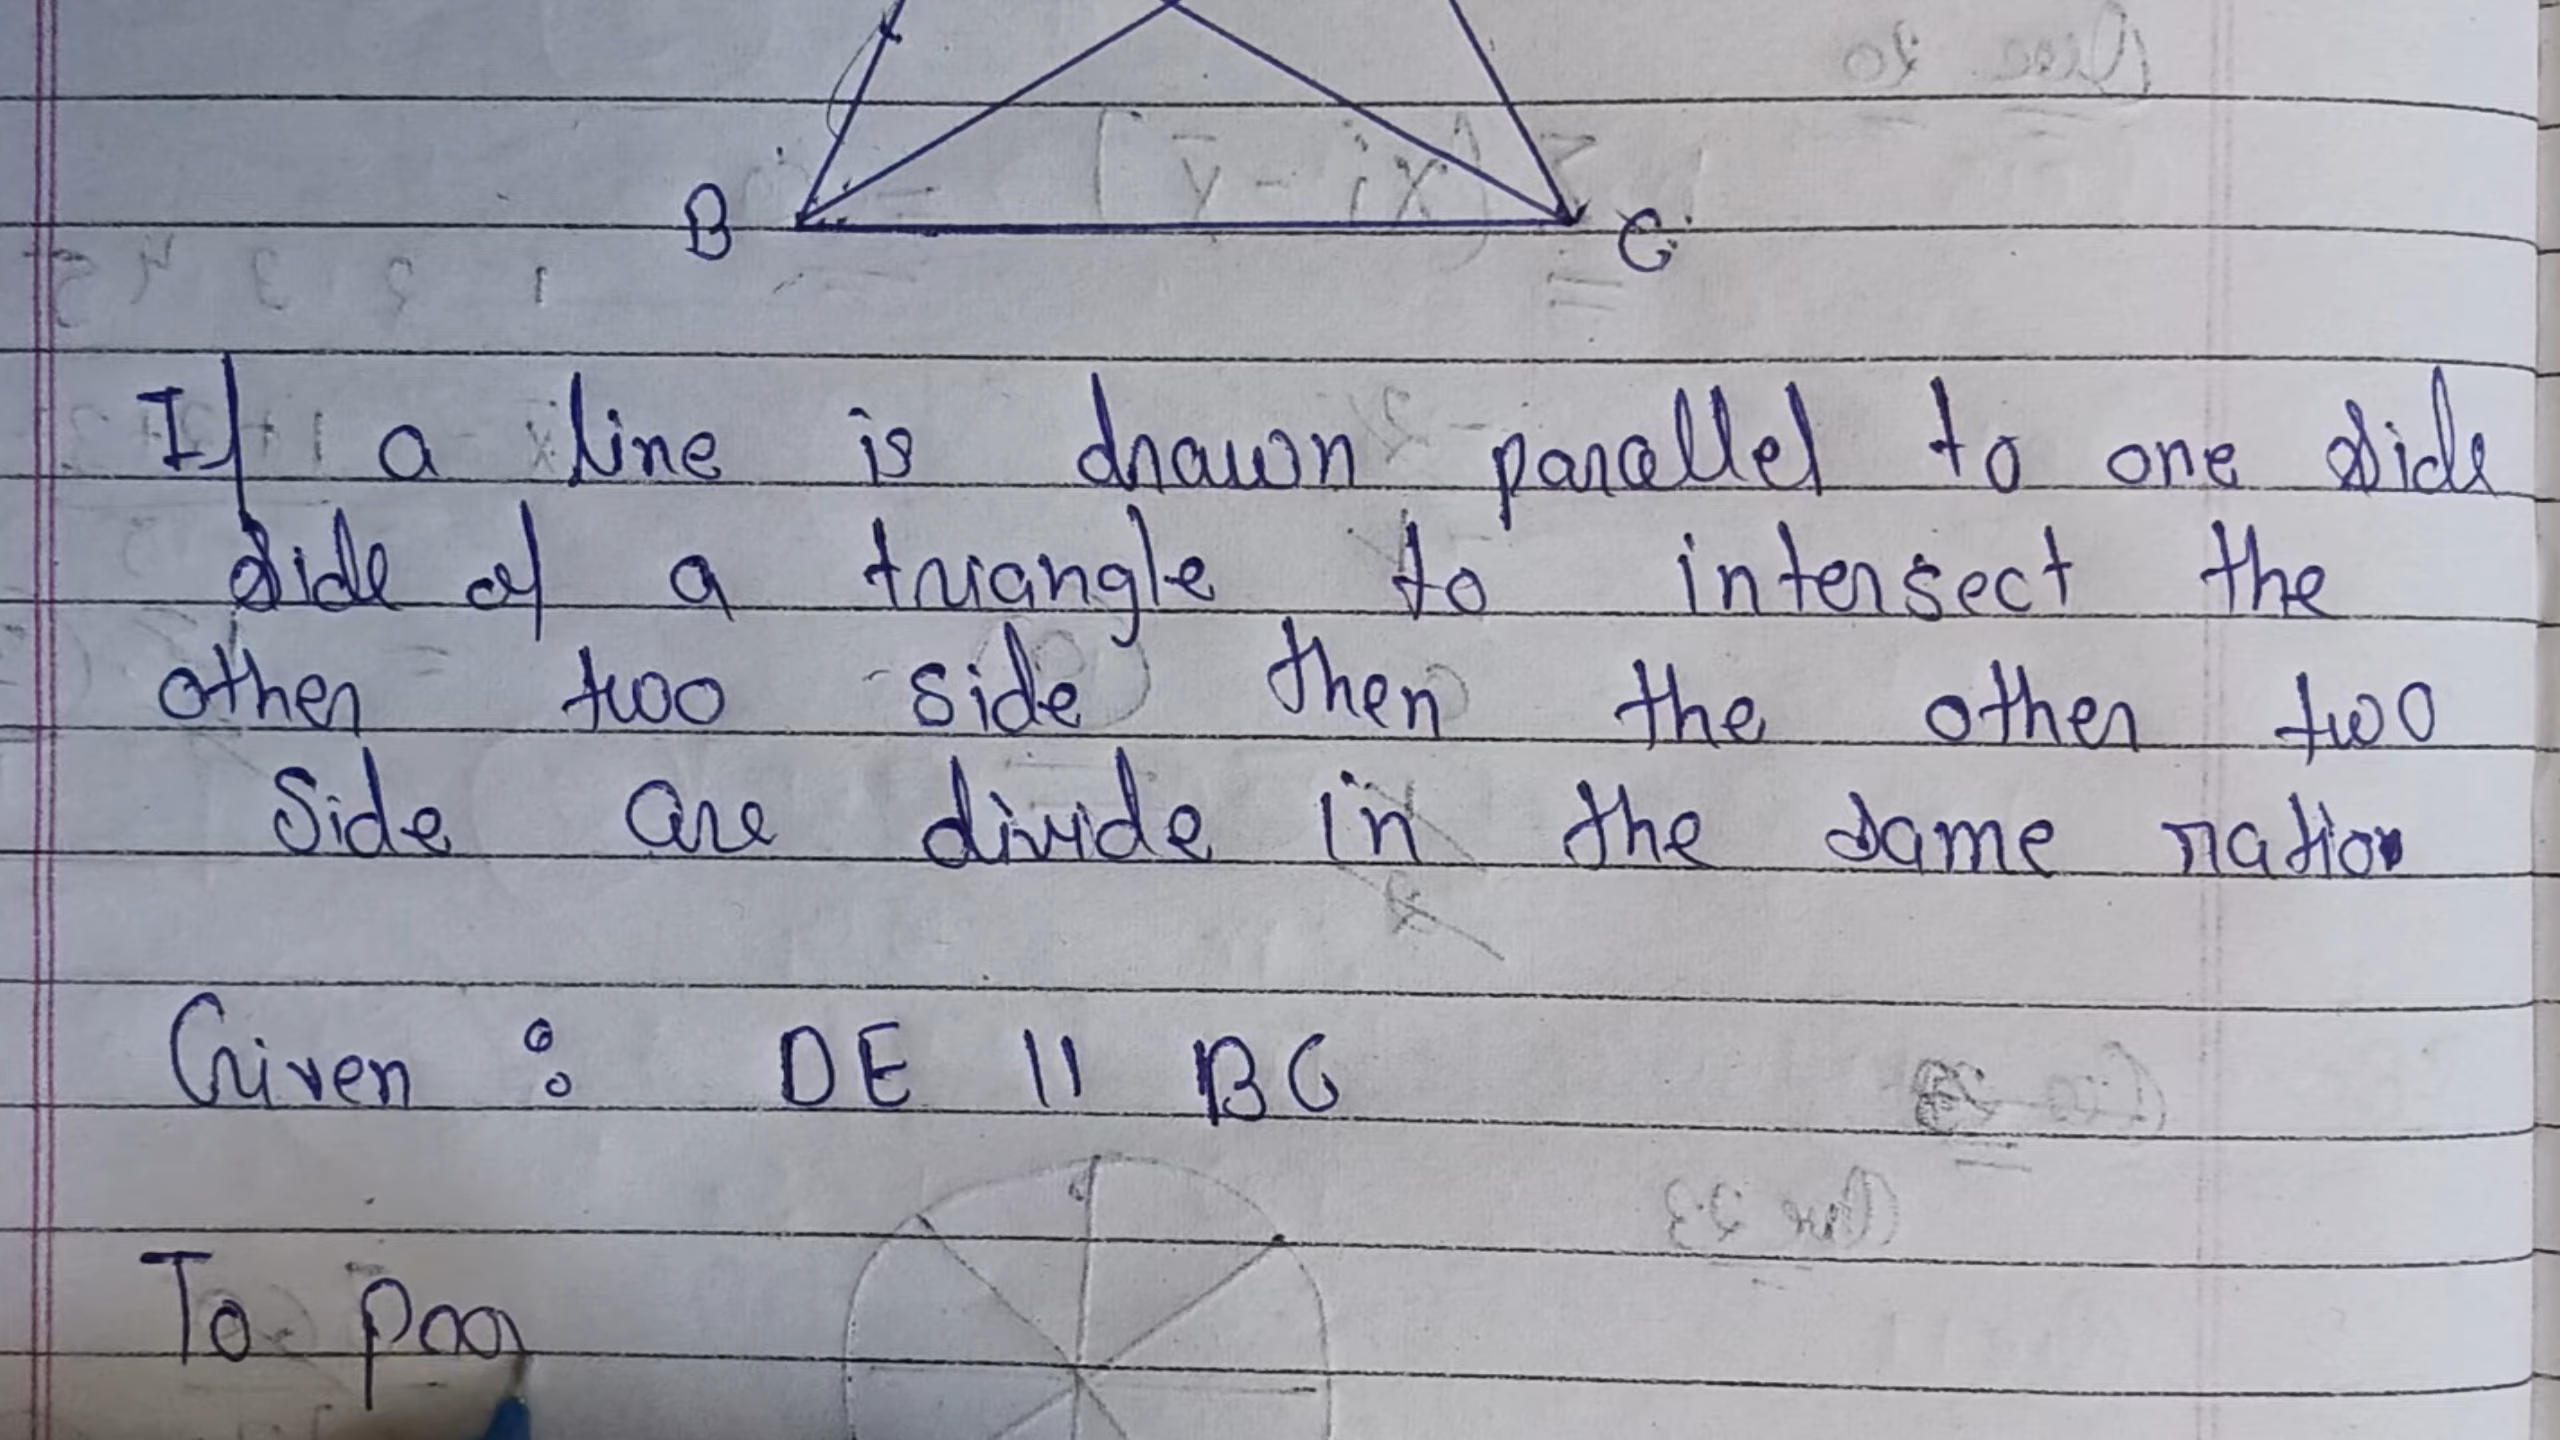 B C
If a line is drawn parallel to one side
side of a triangle to intersect the
other two side then the other two
side are divide in the same ratio
Given : DE || BC
To